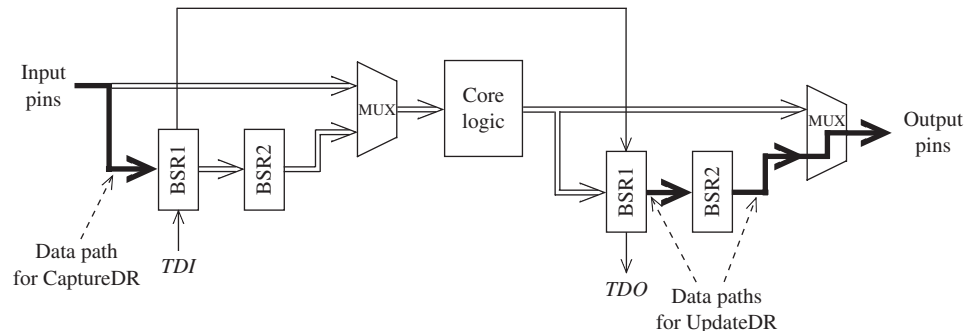 Input
pins
MUX
Core
logic
MUX
Output
pins
BSR1
BSR2
BSR1
BSR2
Data path
for CaptureDR
TDI
TDO
Data paths
for UpdateDR